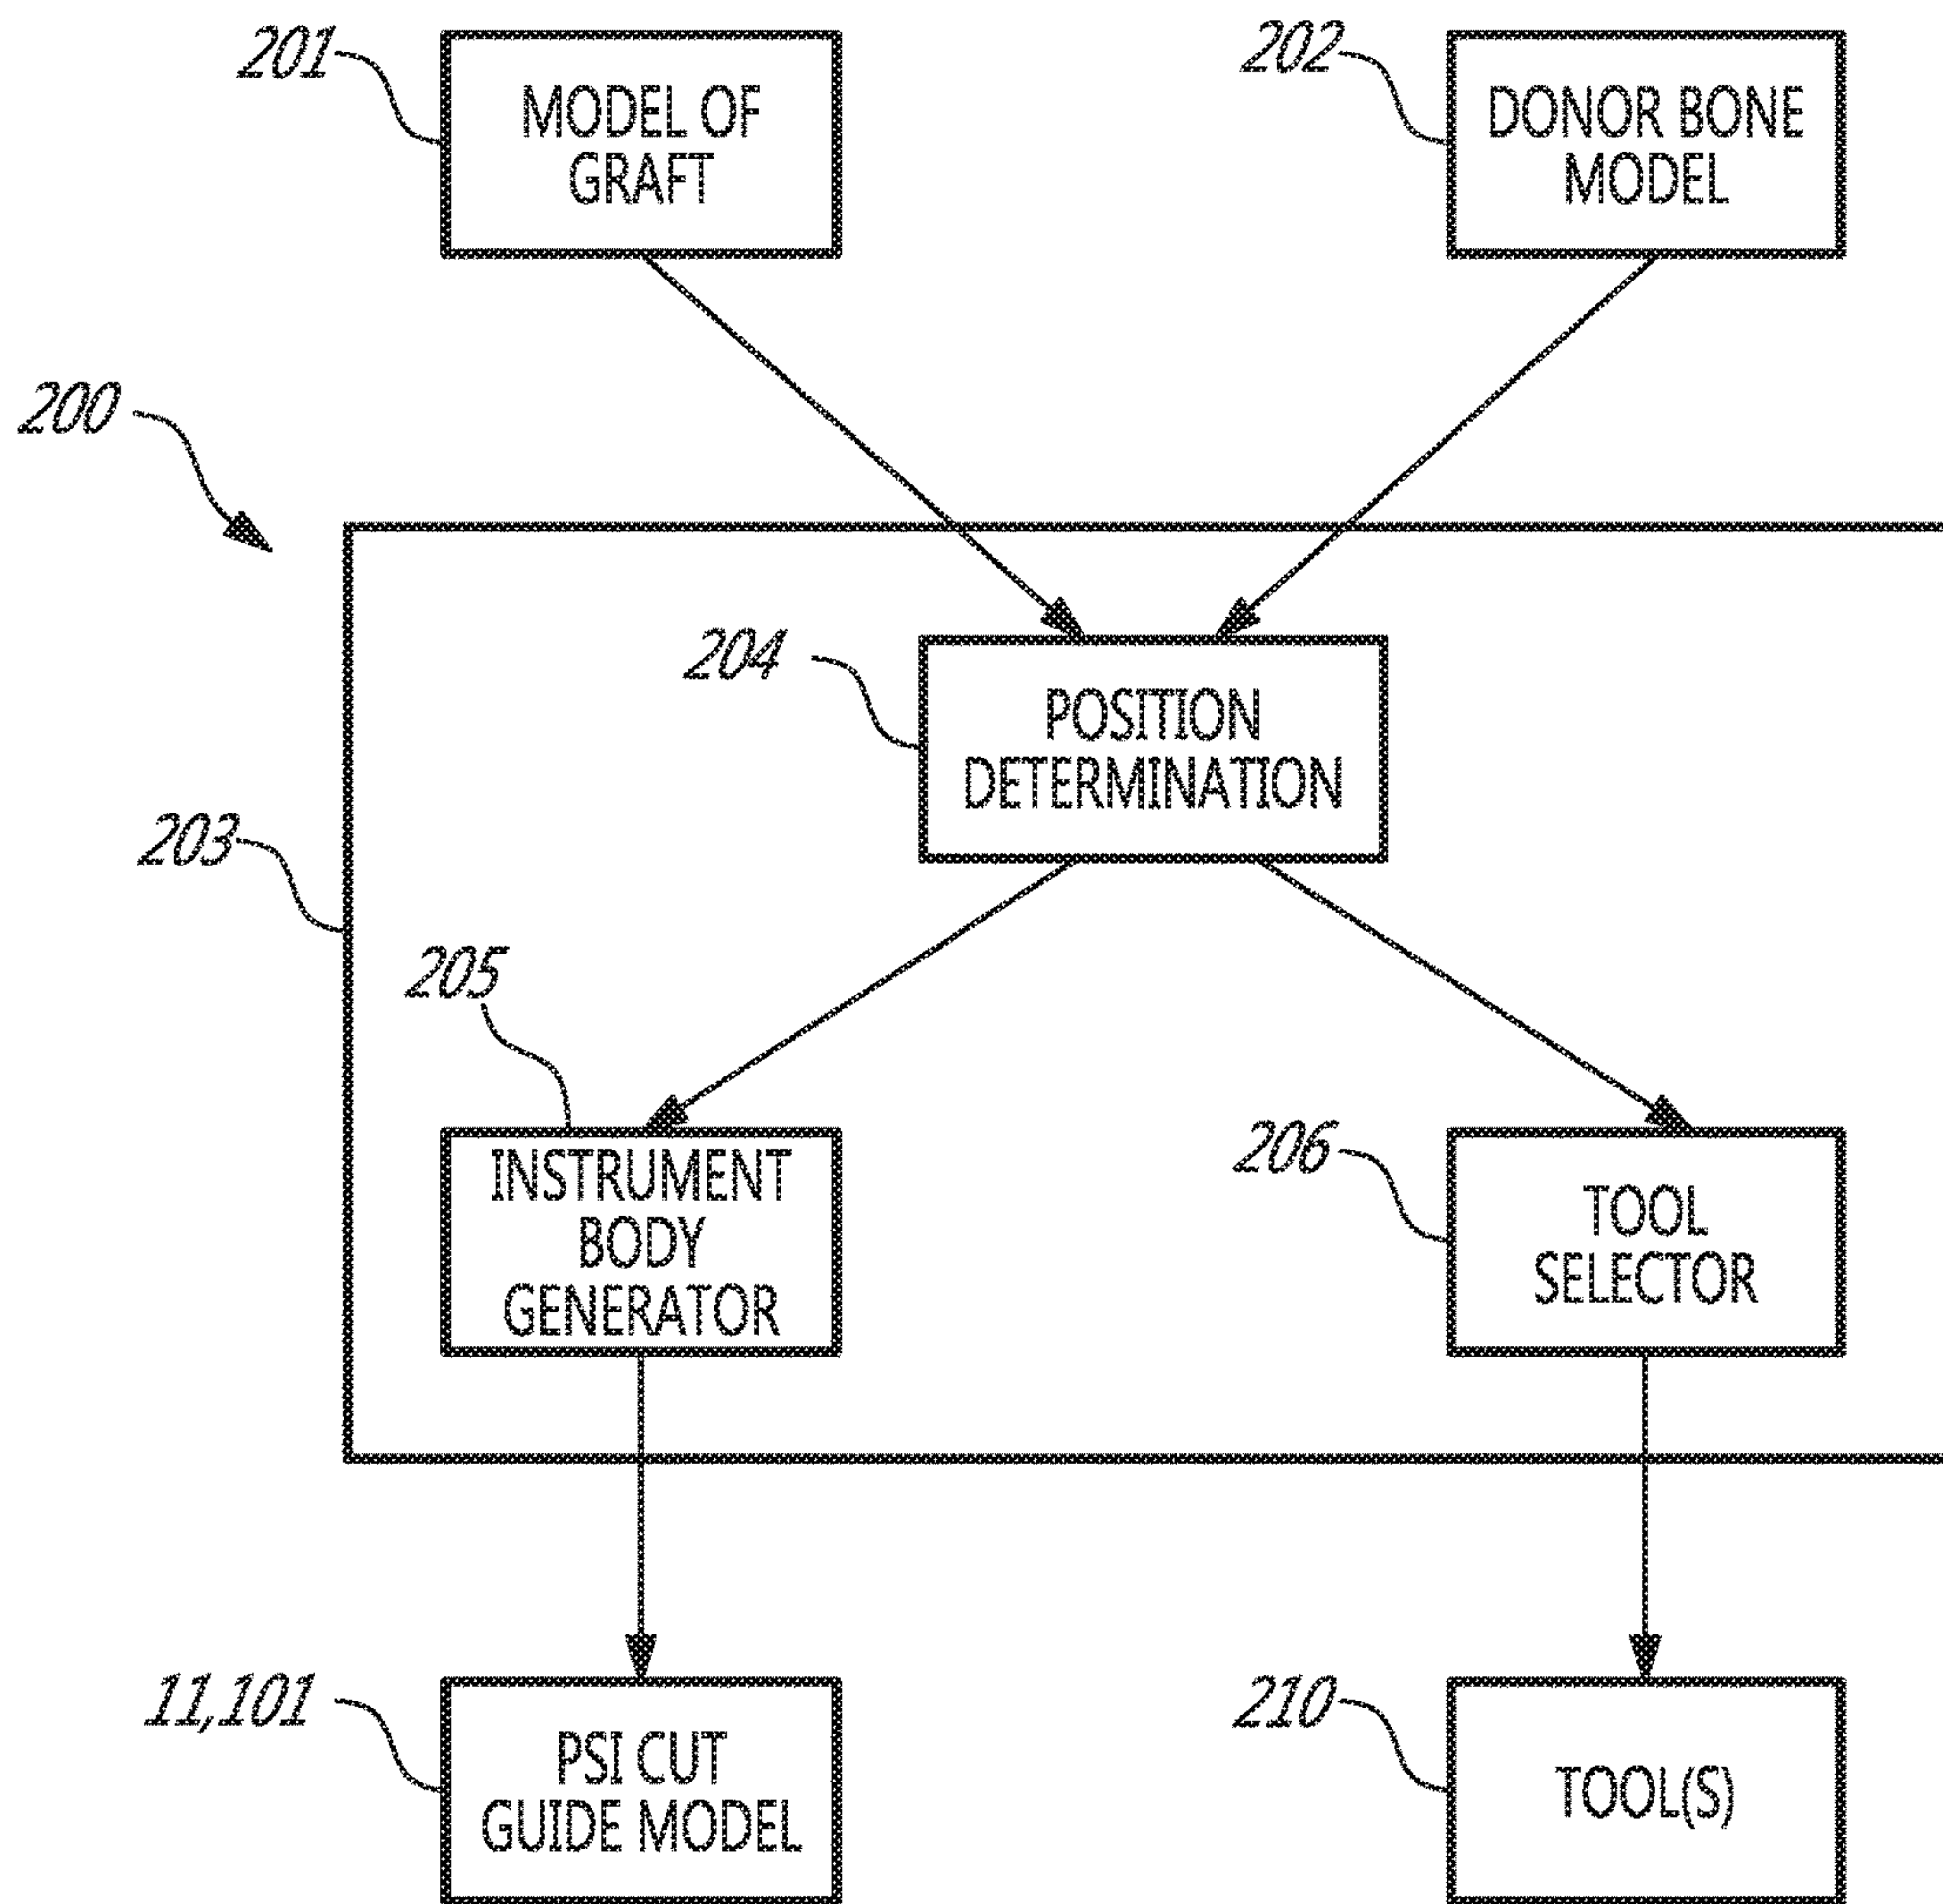 201
MODEL OF
GRAFT
202
DONOR BONE
MODEL
200
204
POSITION
DETERMINATION
203
205
INSTRUMENT
BODY
GENERATOR
206
TOOL
SELECTOR
11,101
PSI CUT
GUIDE MODEL
210
TOOL(S)